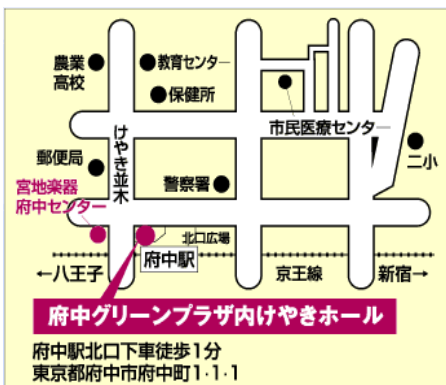 農業
高校
教育センター
保健所
市民医療センター
けやき並木
郵便局
二小
宮地楽器
府中センター
警察署
北口広場
府中駅
←八王子
京王線
新宿→
府中グリーンプラザ内けやきホール
府中駅北口下車徒歩1分
東京都府中市府中町1・1・1